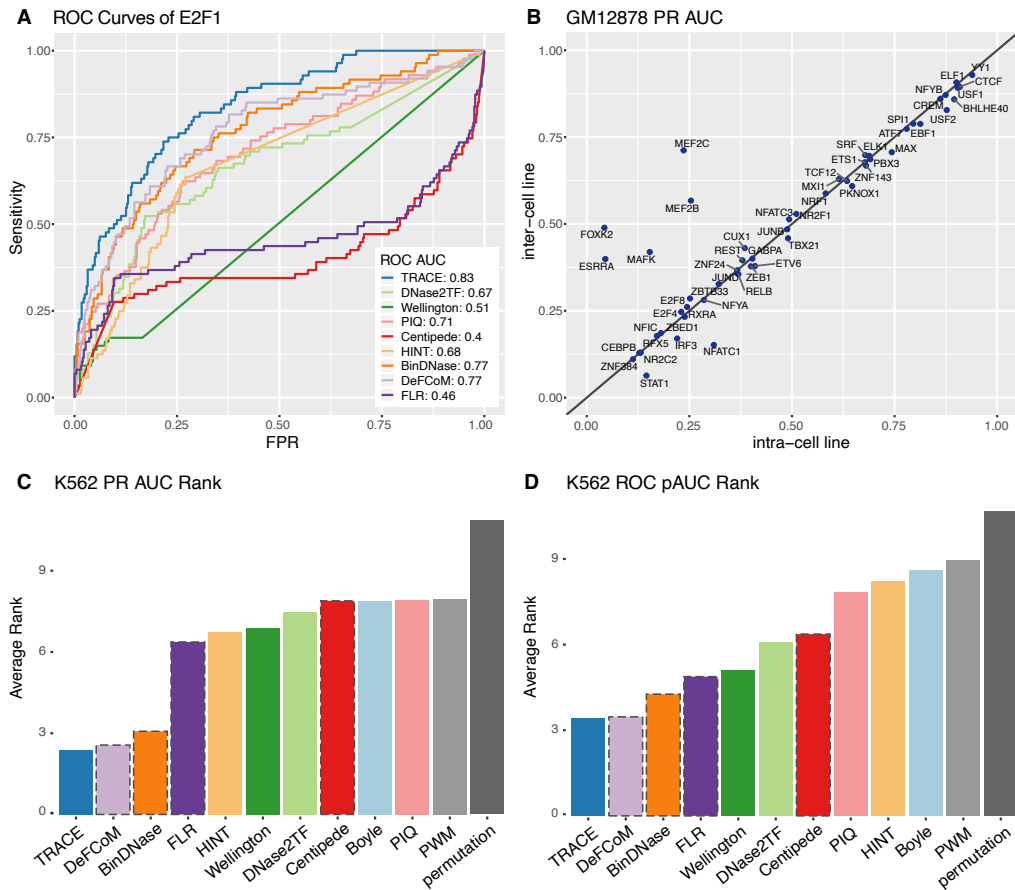 A ROC Curves of E2F1
1.00
0.75
0.50
0.25
0.00
Sensitivity
0.00 0.25 0.50 0.75 1.00
FPR
ROC AUC
TRACE: 0.83
DNase2TF: 0.67
Wellington: 0.51
PIQ: 0.71
Centipede: 0.4
HINT: 0.68
BinDNase: 0.77
DeFCoM: 0.77
FLR: 0.46
B GM12878 PR AUC
1.00
0.75
0.50
0.25
0.00
inter-cell line
0.00 0.25 0.50 0.75 1.00
intra-cell line
YY1
ELF1
CTCF
NFYB
USF1
CREM
BHLHE40
SPI1
USF2
ATF7
EBF1
MEF2C
SRF
ELK1
MAX
ETS1
PBX3
TCF12
ZNF143
MXI1
PKNOX1
NRF1
MEF2B
NFATC3
NR2F1
FOXK2
JUNB
CUX1
TBX21
MAFK
REST
GABPA
ESRRA
ZNF24
ETV6
JUND
ZEB1
RELB
ZBTB33
E2F8
NFYA
E2F4
RXRA
NFIC
ZBED1
CEBPB
RFX5
IRF3
NFATC1
ZNF384
NR2C2
STAT1
C K562 PR AUC Rank
9
6
3
0
Average Rank
TRACE
DeFCoM
BinDNase
FLR
HINT
Wellington
DNase2TF
Centipede
Boyle
PIQ
PWM
permutation
D K562 ROC pAUC Rank
9
6
3
0
Average Rank
TRACE
DeFCoM
BinDNase
FLR
Wellington
DNase2TF
Centipede
PIQ
HINT
Boyle
PWM
permutation